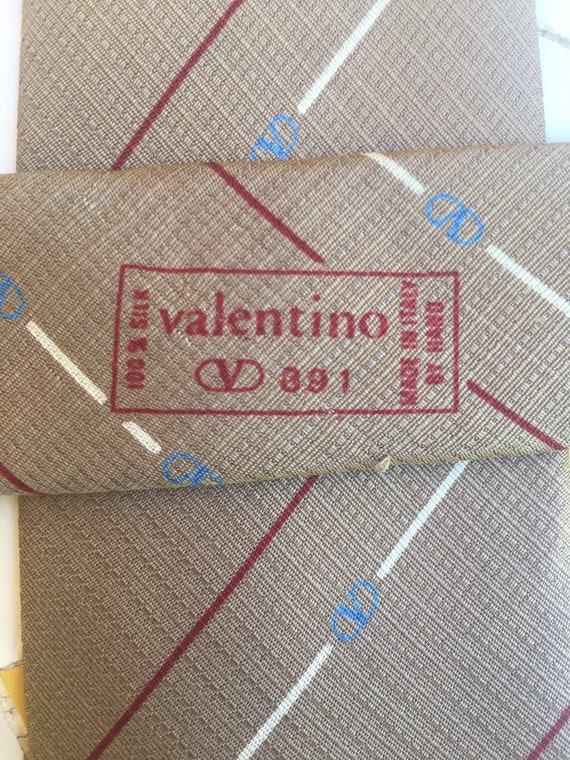 100 % SILK
valentino
V 391
MADE IN ITALY
BY HAND